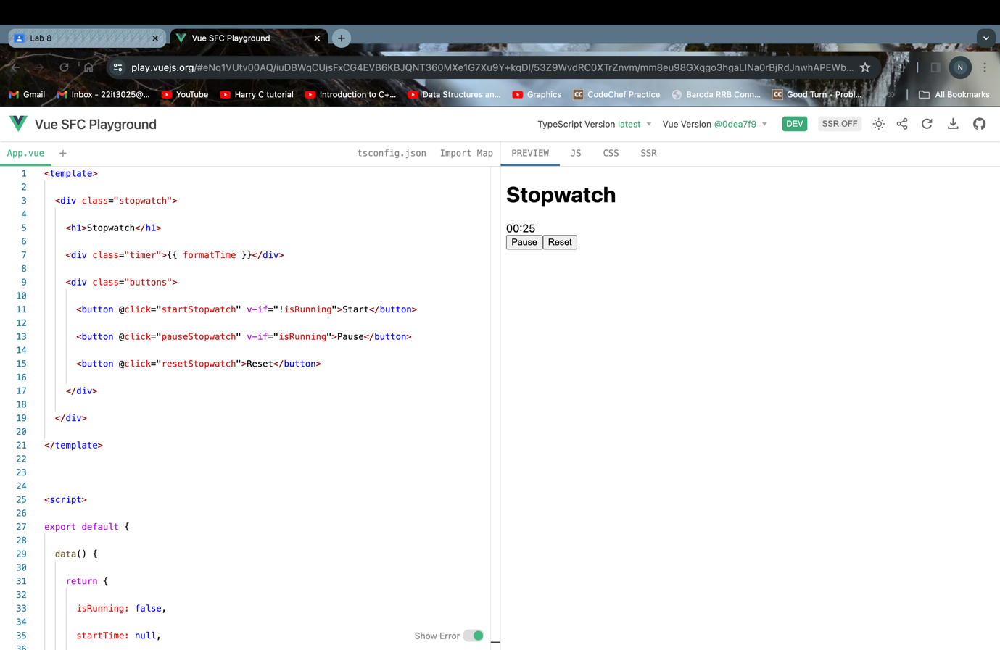 Lab 8
Vue SFC Playground
play.vuejs.org/#eNq1VUtv00AQ/iuDBWqCUjsFxCG4EVB6KBJQNT360MXe1G7Xu9Y+kqDI/53Z9WvdRC0XTrZnvm/mm8eu98GXqgo3hgaLINa0rBjRdJnwhAPEWb...
Gmail
Inbox - 22it3025@...
YouTube
Harry C tutorial
Introduction to C+...
Data Structures an...
Graphics
CodeChef Practice
Baroda RRB Conn...
Good Turn - Probl...
All Bookmarks
N
Vue SFC Playground
TypeScript Version latest
Vue Version @0dea7f9
DEV
SSR OFF
App.vue +
tsconfig.json
Import Map
PREVIEW
JS
CSS
SSR
1 <template>
2
3 <div class="stopwatch">
4
5 <h1>Stopwatch</h1>
6
7 <div class="timer">{{ formatTime }}</div>
8
9 <div class="buttons">
10
11 <button @click="startStopwatch" v-if="!isRunning">Start</button>
12
13 <button @click="pauseStopwatch" v-if="isRunning">Pause</button>
14
15 <button @click="resetStopwatch">Reset</button>
16
17 </div>
18
19 </div>
20
21 </template>
22
23
24
25 <script>
26
27 export default {
28
29 data() {
30
31 return {
32
33 isRunning: false,
34
35 startTime: null,
36
Show Error
Stopwatch
00:25
Pause
Reset